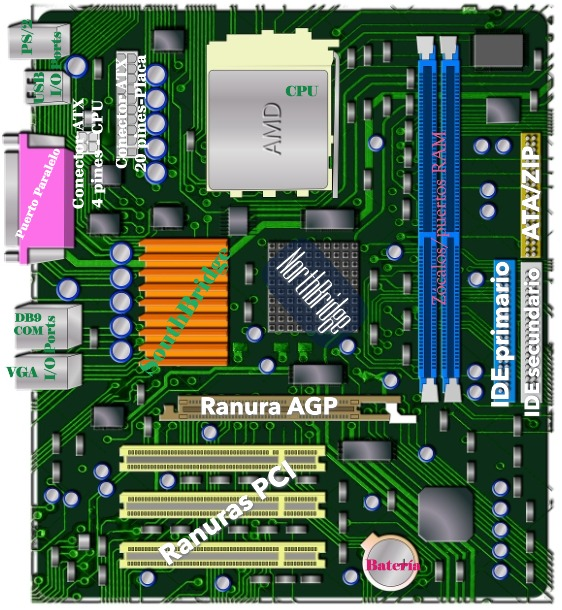 PS/2
Ports
USB
I/O
Conector ATX
4 pines-CPU
Conector ATX
20 pines-Placa
CPU
AMD
Puerto Paralelo
Zócalos/puertos RAM
ATA/ZIP
SouthBridge
NorthBridge
IDE primario
IDE secundario
DB9
COM
I/O Ports
VGA
Ranura AGP
Ranuras PCI
Batería